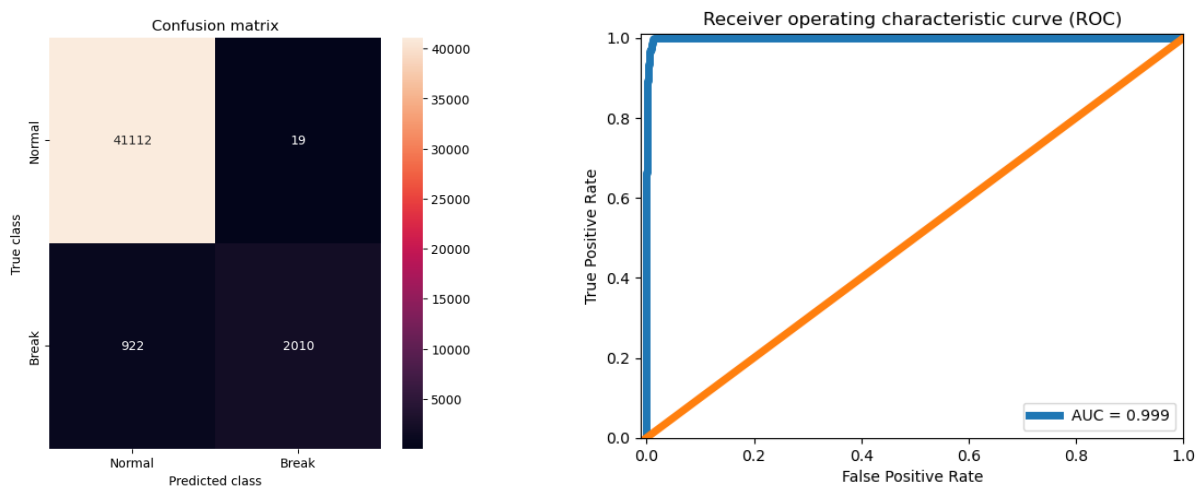 Confusion matrix
Normal
Break
True class
41112
19
922
2010
Normal
Break
Predicted class
40000
35000
30000
25000
20000
15000
10000
5000
Receiver operating characteristic curve (ROC)
True Positive Rate
1.0
0.8
0.6
0.4
0.2
0.0
0.0
0.2
0.4
0.6
0.8
1.0
False Positive Rate
AUC = 0.999